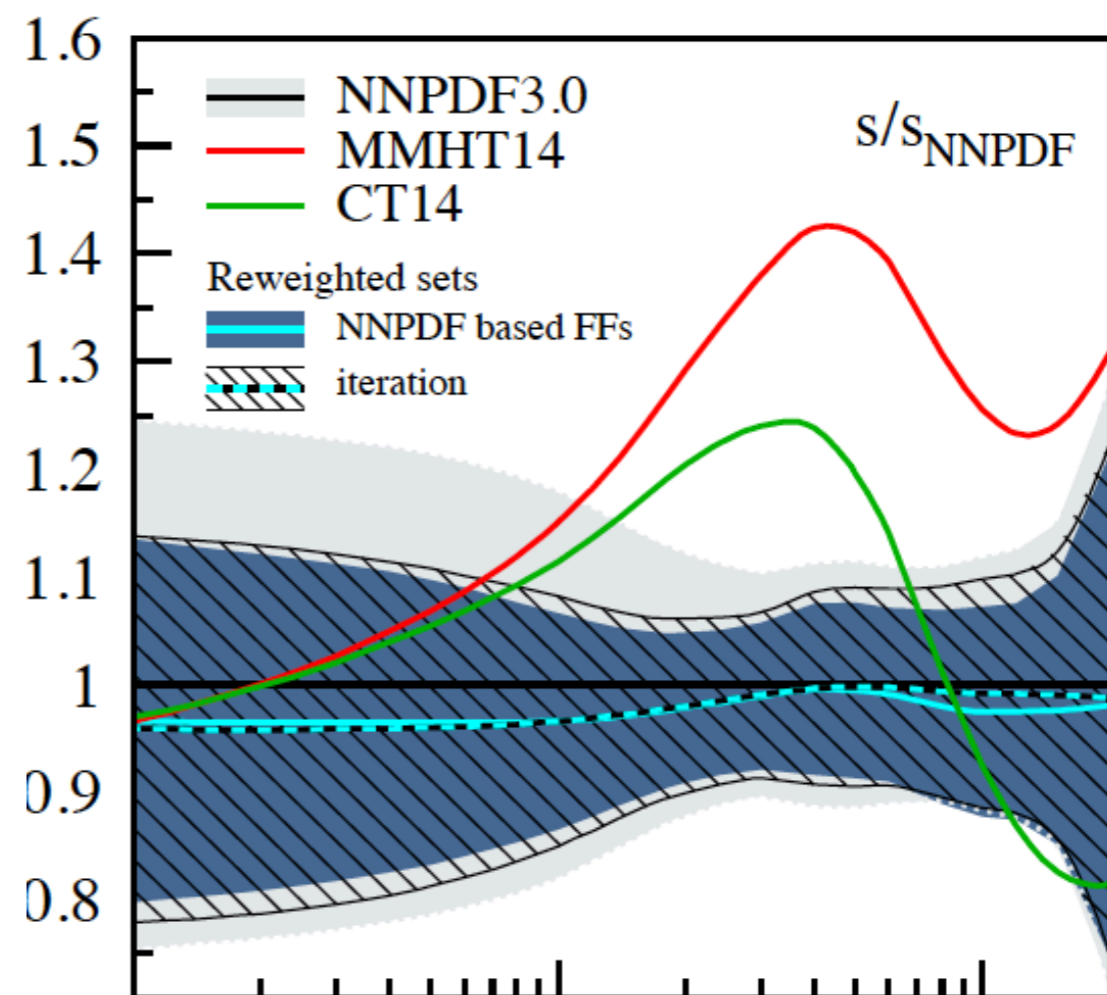 1.6
1.5
1.4
1.3
1.2
1.1
1
0.9
0.8
NNPDF3.0
MMHT14
CT14
Reweighted sets
NNPDF based FFs
iteration
s/sNNPDF